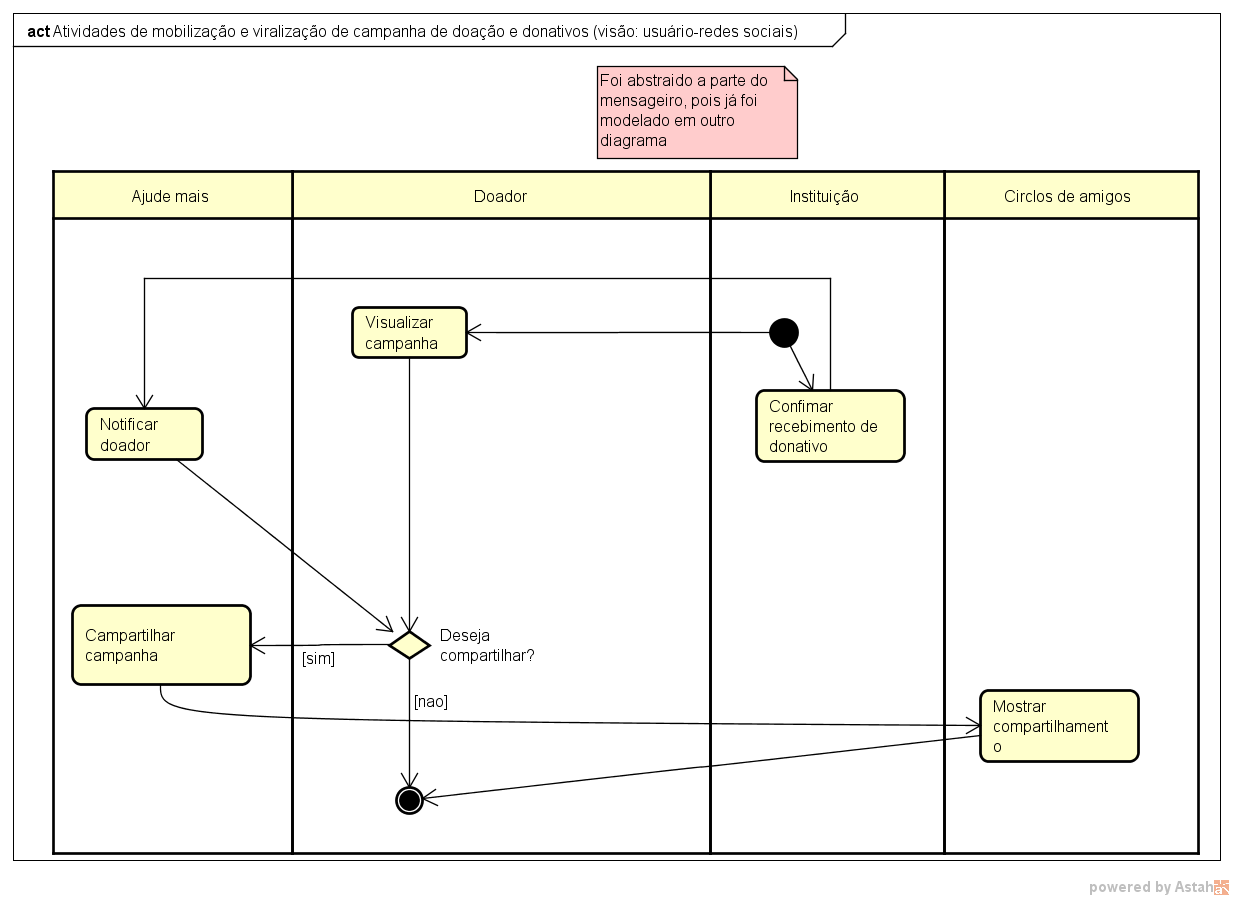 act Atividades de mobilização e viralização de campanha de doação e donativos (visão: usuário-redes sociais)
Foi abstraido a parte do
mensageiro, pois já foi
modelado em outro
diagrama
Ajude mais
Doador
Instituição
Circlos de amigos
Visualizar
campanha
Notificar
doador
Confimar
recebimento de
donativo
Campartilhar
campanha
Deseja
compartilhar?
[sim]
[nao]
Mostrar
compartilhament
o
powered by Astah